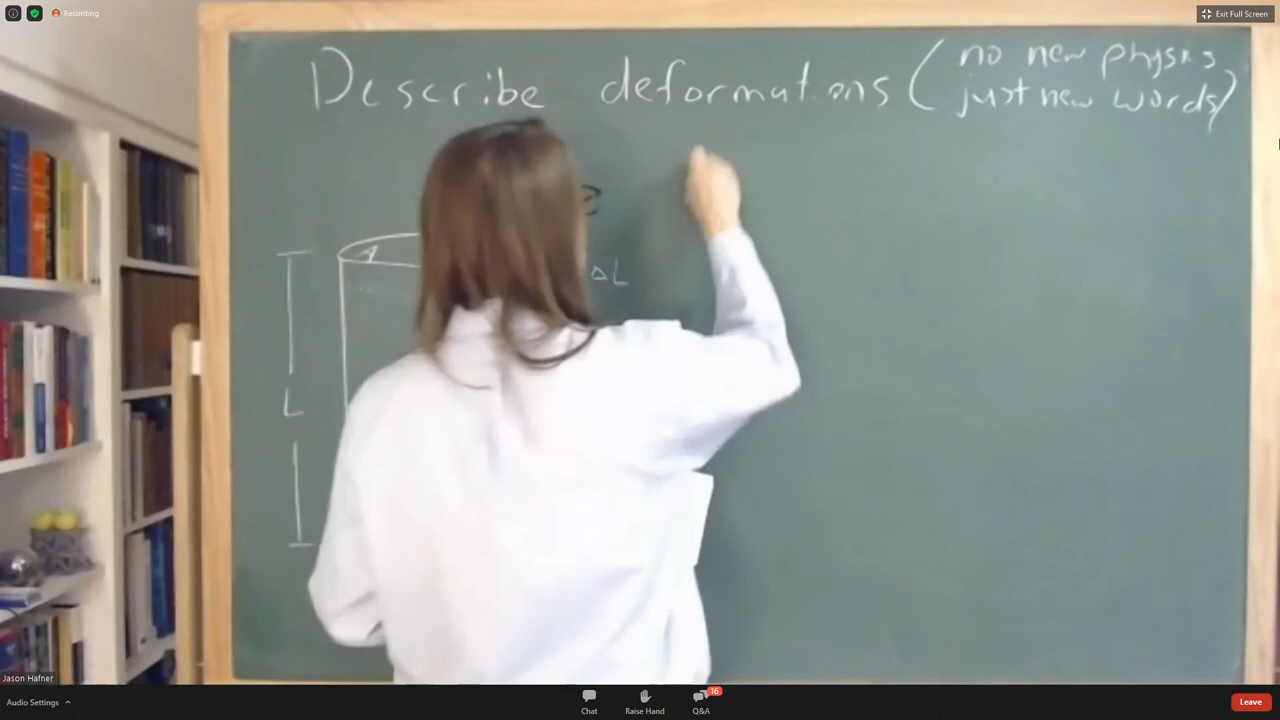 Recording
Exit Full Screen
Describe deformations (no new physics
just new words)
A
ΔL
L
Jason Hafner
Audio Settings
Chat
Raise Hand
16
Q&A
Leave